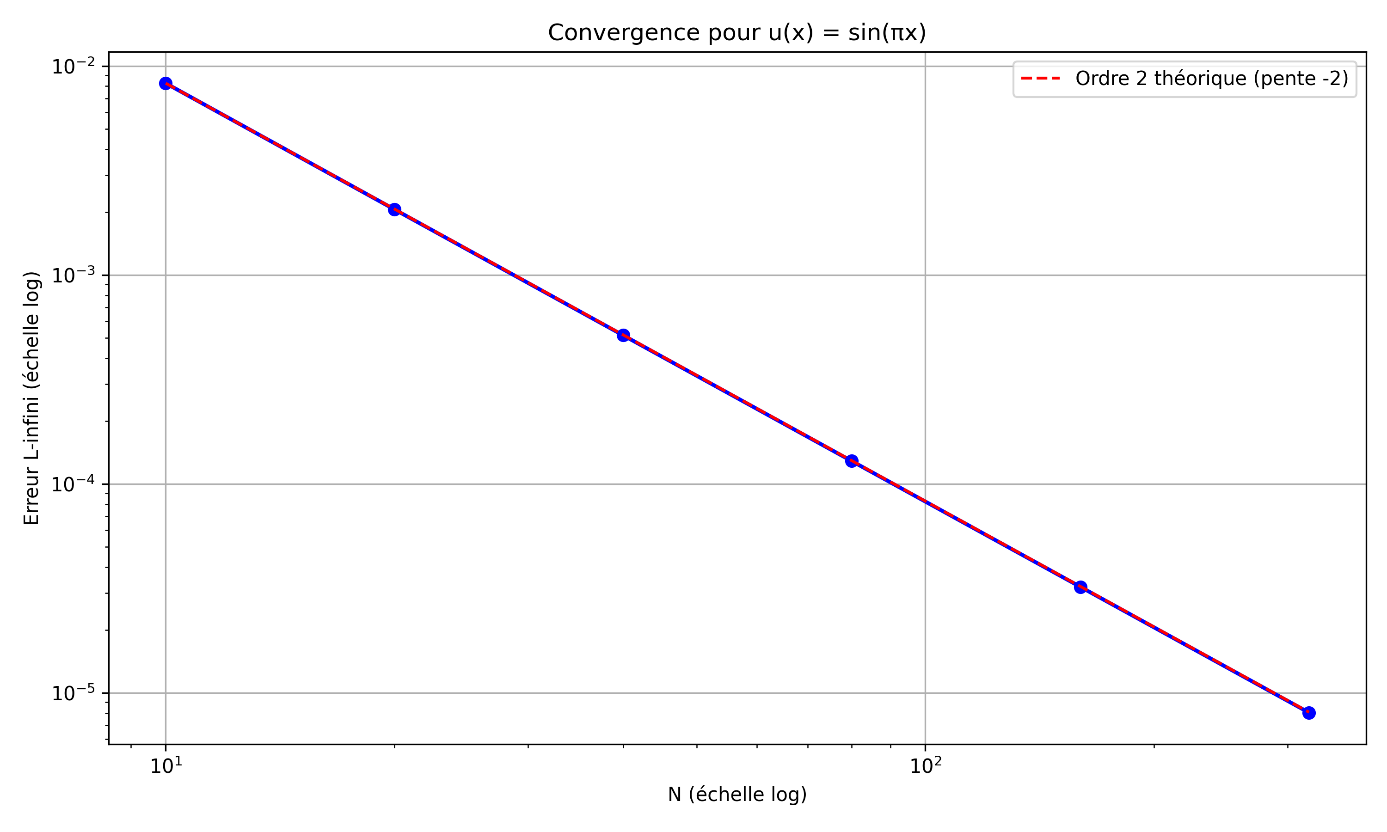 Convergence pour u(x) = sin(πx)
Ordre 2 théorique (pente -2)
Erreur L-infini (échelle log)
10⁻²
10⁻³
10⁻⁴
10⁻⁵
10¹
10²
N (échelle log)